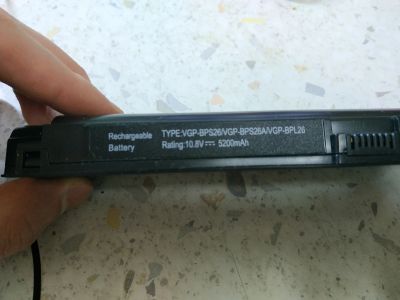 Rechargeable Battery
TYPE:VGP-BPS26/VGP-BPS26A/VGP-BPL26
Rating:10.8V⎓ 5200mAh